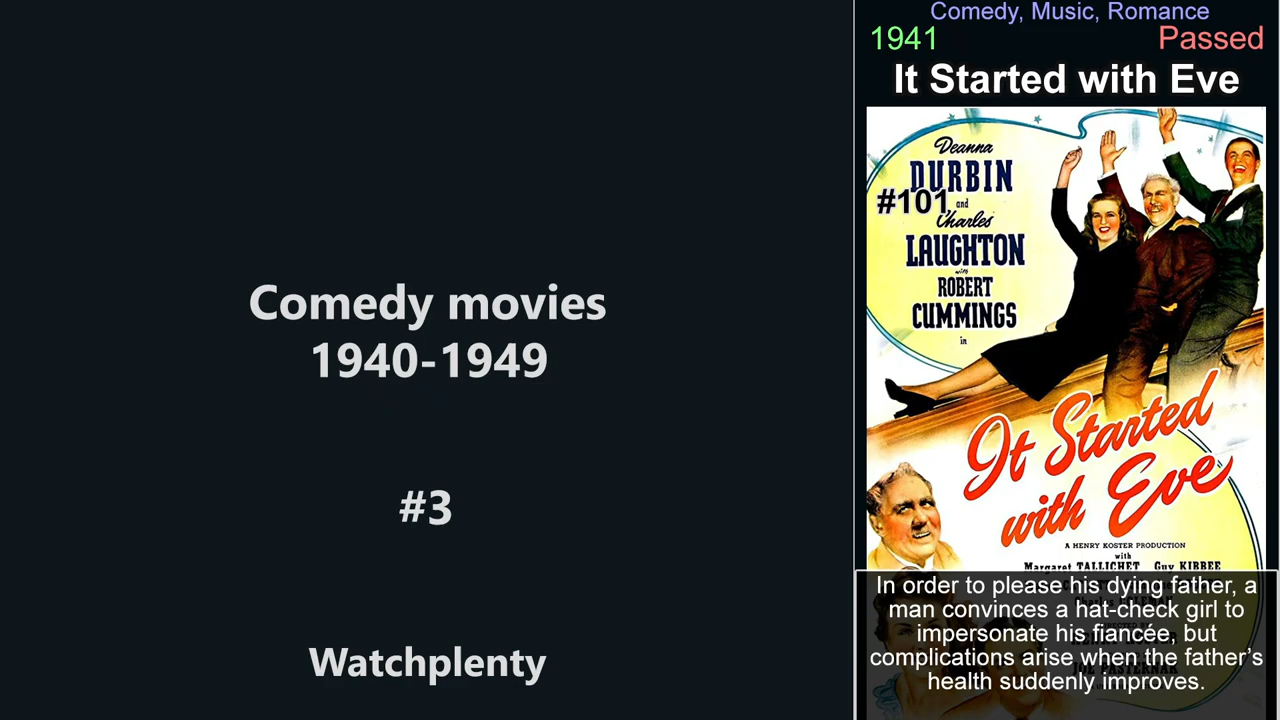 Comedy movies
1940-1949
#3
Watchplenty
Comedy, Music, Romance
1941 Passed
It Started with Eve
Deanna
DURBIN
#101 and
Charles
LAUGHTON
with
ROBERT
CUMMINGS
in
It Started
with Eve
A HENRY KOSTER PRODUCTION
with
Margaret TALLICHET Guy KIBBEE
In order to please his dying father, a
man convinces a hat-check girl to
impersonate his fiancée, but
complications arise when the father's
health suddenly improves.